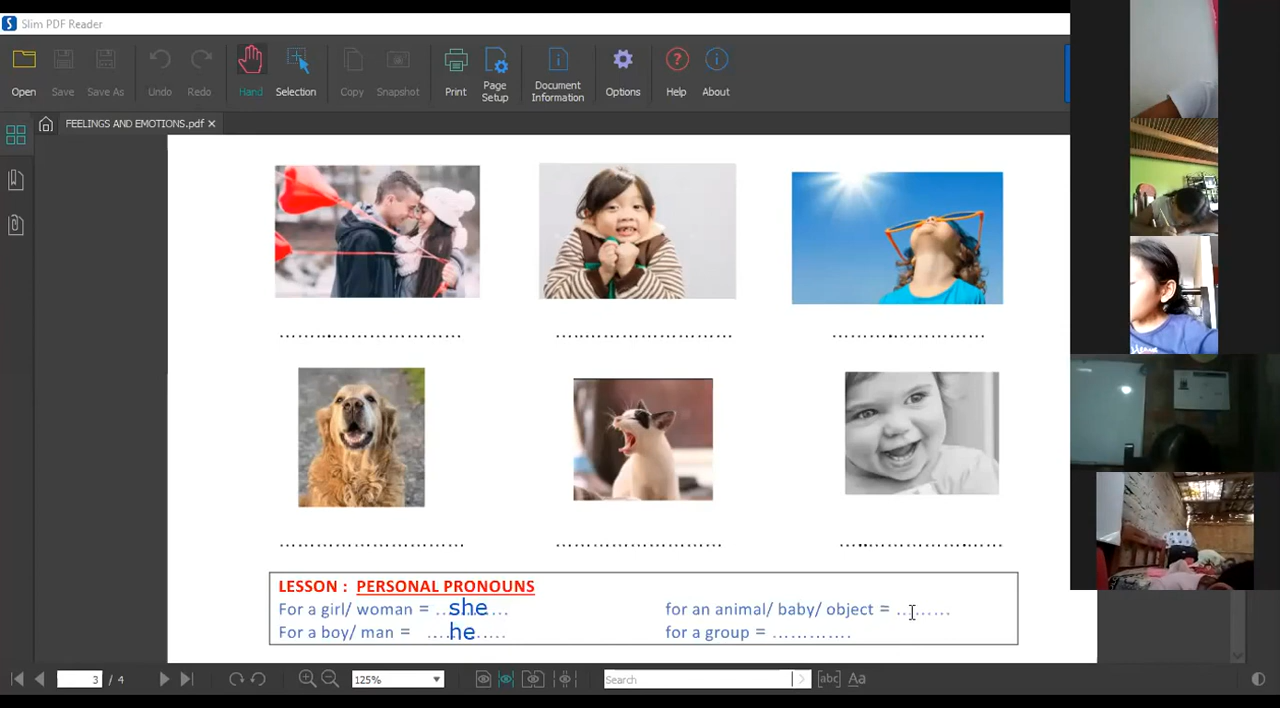 Slim PDF Reader
Open Save Save As Undo Redo Hand Selection Copy Snapshot Print Page Setup Document Information Options Help About
FEELINGS AND EMOTIONS.pdf
..............................
..............................
..............................
..............................
..............................
..............................
LESSON : PERSONAL PRONOUNS
For a girl/ woman = ...she...
for an animal/ baby/ object = .........
For a boy/ man = ...he.....
for a group = .............
3 / 4
125%
Search
abc
Aa